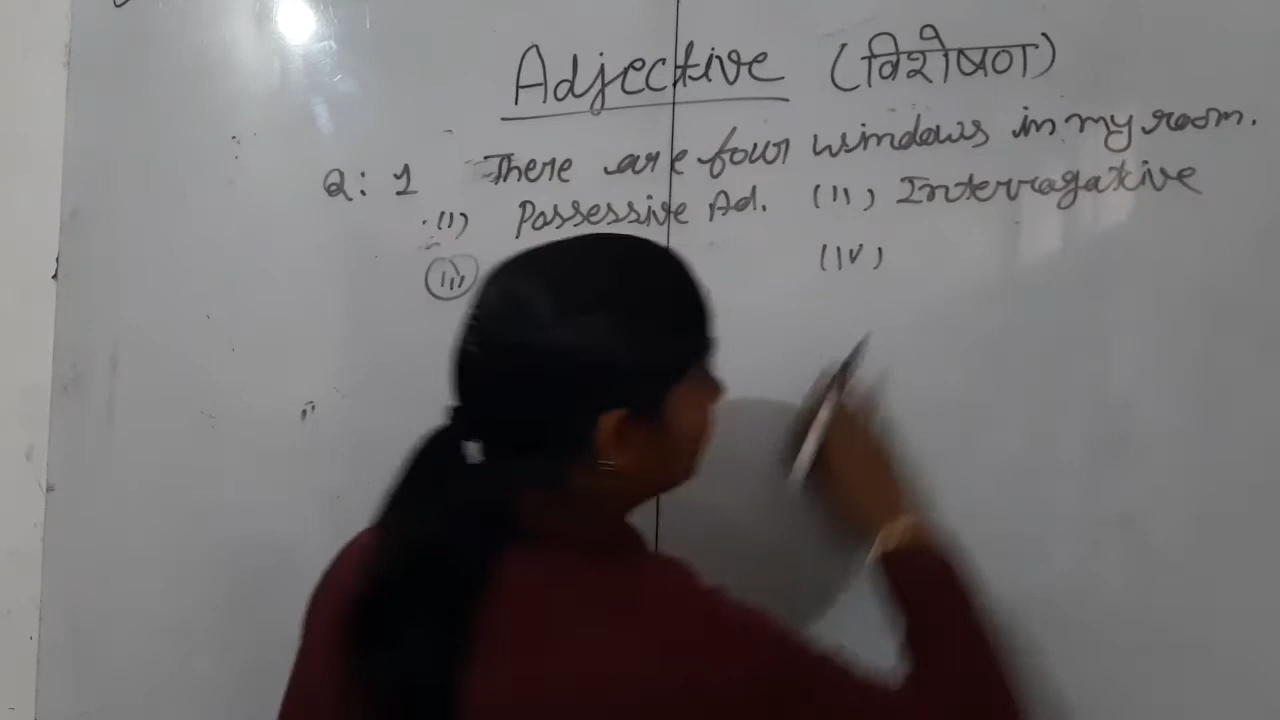 Adjective (विशेषण)
Q: 1 There are four windows in my room.
(i) Possessive Ad. (ii) Interrogative
(iii) (iv)